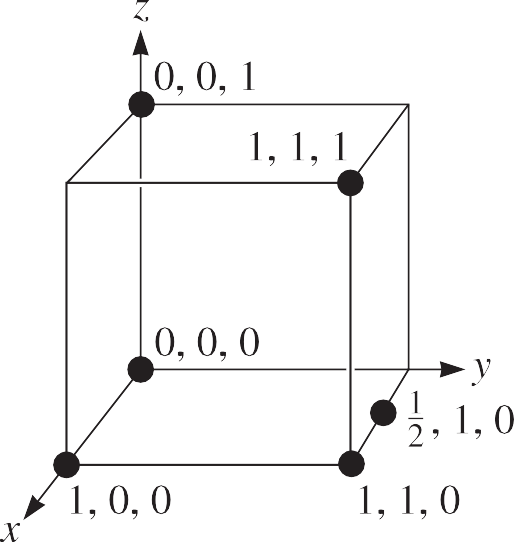 z
0, 0, 1
1, 1, 1
0, 0, 0
y
1/2, 1, 0
1, 0, 0
1, 1, 0
x